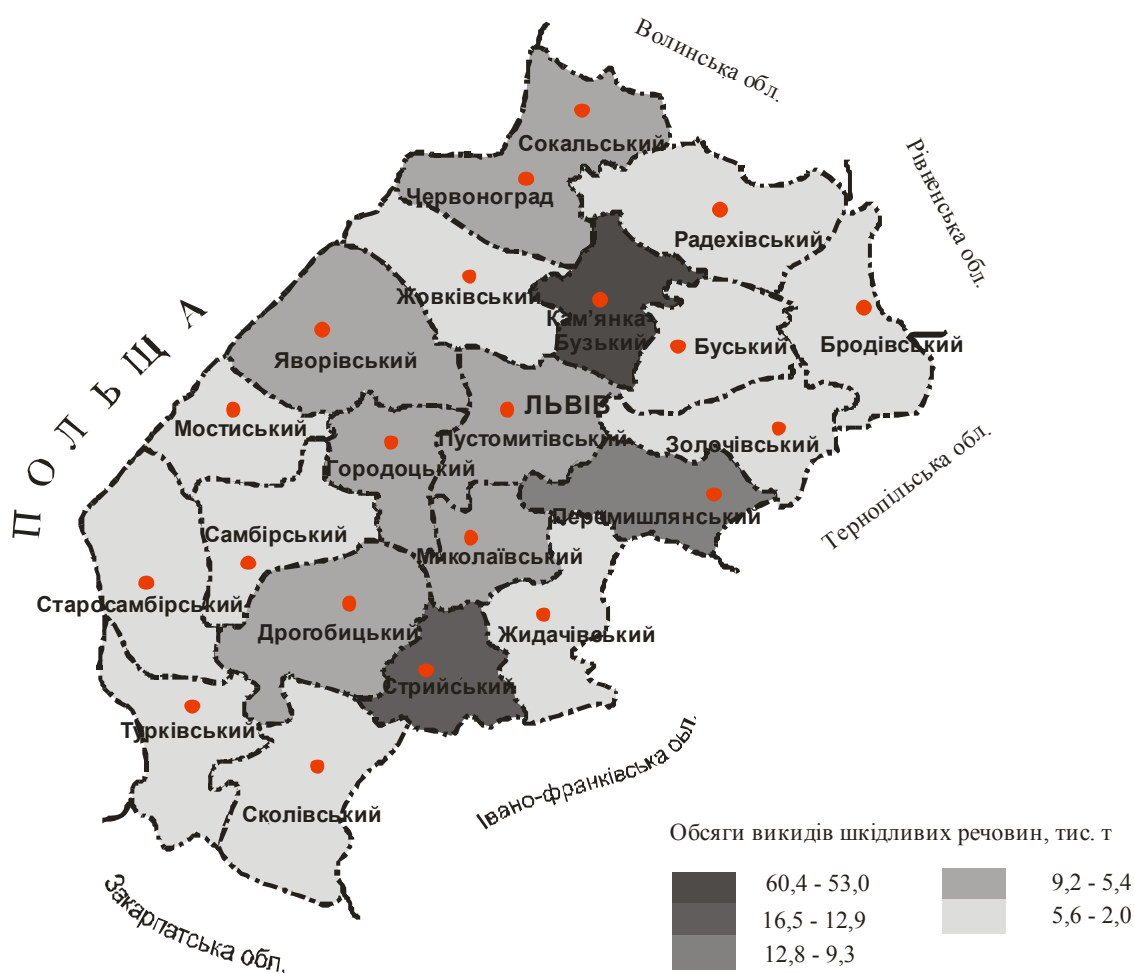 Волинська обл.
Рівненська обл.
Сокальський
Червоноград
Радехівський
Жовківський
Кам’янка-
Бузький
Буський
Бродівський
ПОЛЬЩА
Яворівський
ЛЬВІВ
Мостиський
Пустомитівський
Золочівський
Городоцький
Тернопільська обл.
Перемишлянський
Самбірський
Миколаївський
Старосамбірський
Дрогобицький
Жидачівський
Стрийський
Турківський
Сколівський
Івано-франківська обл.
Закарпатська обл.
Обсяги викидів шкідливих речовин, тис. т
60,4 - 53,0
16,5 - 12,9
12,8 - 9,3
9,2 - 5,4
5,6 - 2,0